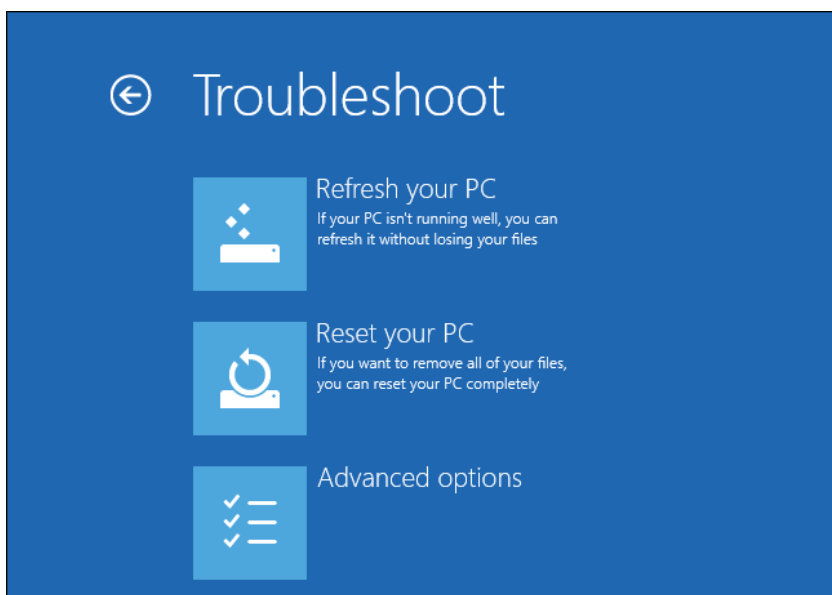 Troubleshoot
Refresh your PC
If your PC isn't running well, you can
refresh it without losing your files
Reset your PC
If you want to remove all of your files,
you can reset your PC completely
Advanced options